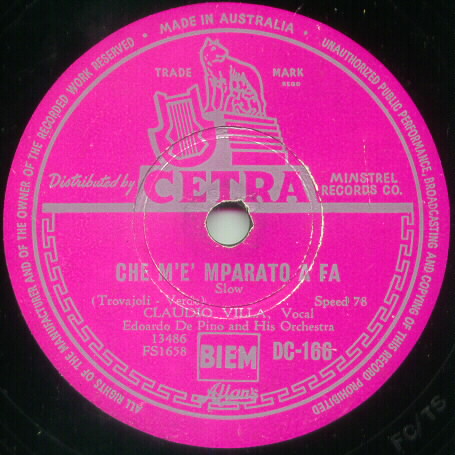 • MADE IN AUSTRALIA •
UNAUTHORIZED PUBLIC PERFORMANCE, BROADCASTING AND COPYING OF THIS RECORD PROHIBITED
ALL RIGHTS OF THE MANUFACTURER AND OF THE OWNER OF THE RECORDED WORK RESERVED •
TRADE MARK
REGD
Distributed by CETRA MINSTREL
RECORDS CO.
CHE M'E' MPARATO A FA
Slow
(Trovajoli - Verde) Speed 78
CLAUDIO VILLA, Vocal
Edoardo De Pino and His Orchestra
13486
FS1658 BIEM DC-166
Allan's
FC/TS